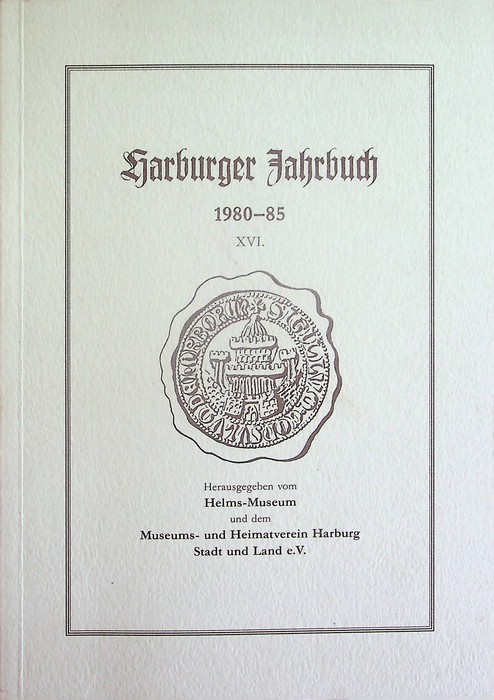 Harburger Jahrbuch
1980–85
XVI.
Herausgegeben vom
Helms-Museum
und dem
Museums- und Heimatverein Harburg
Stadt und Land e.V.